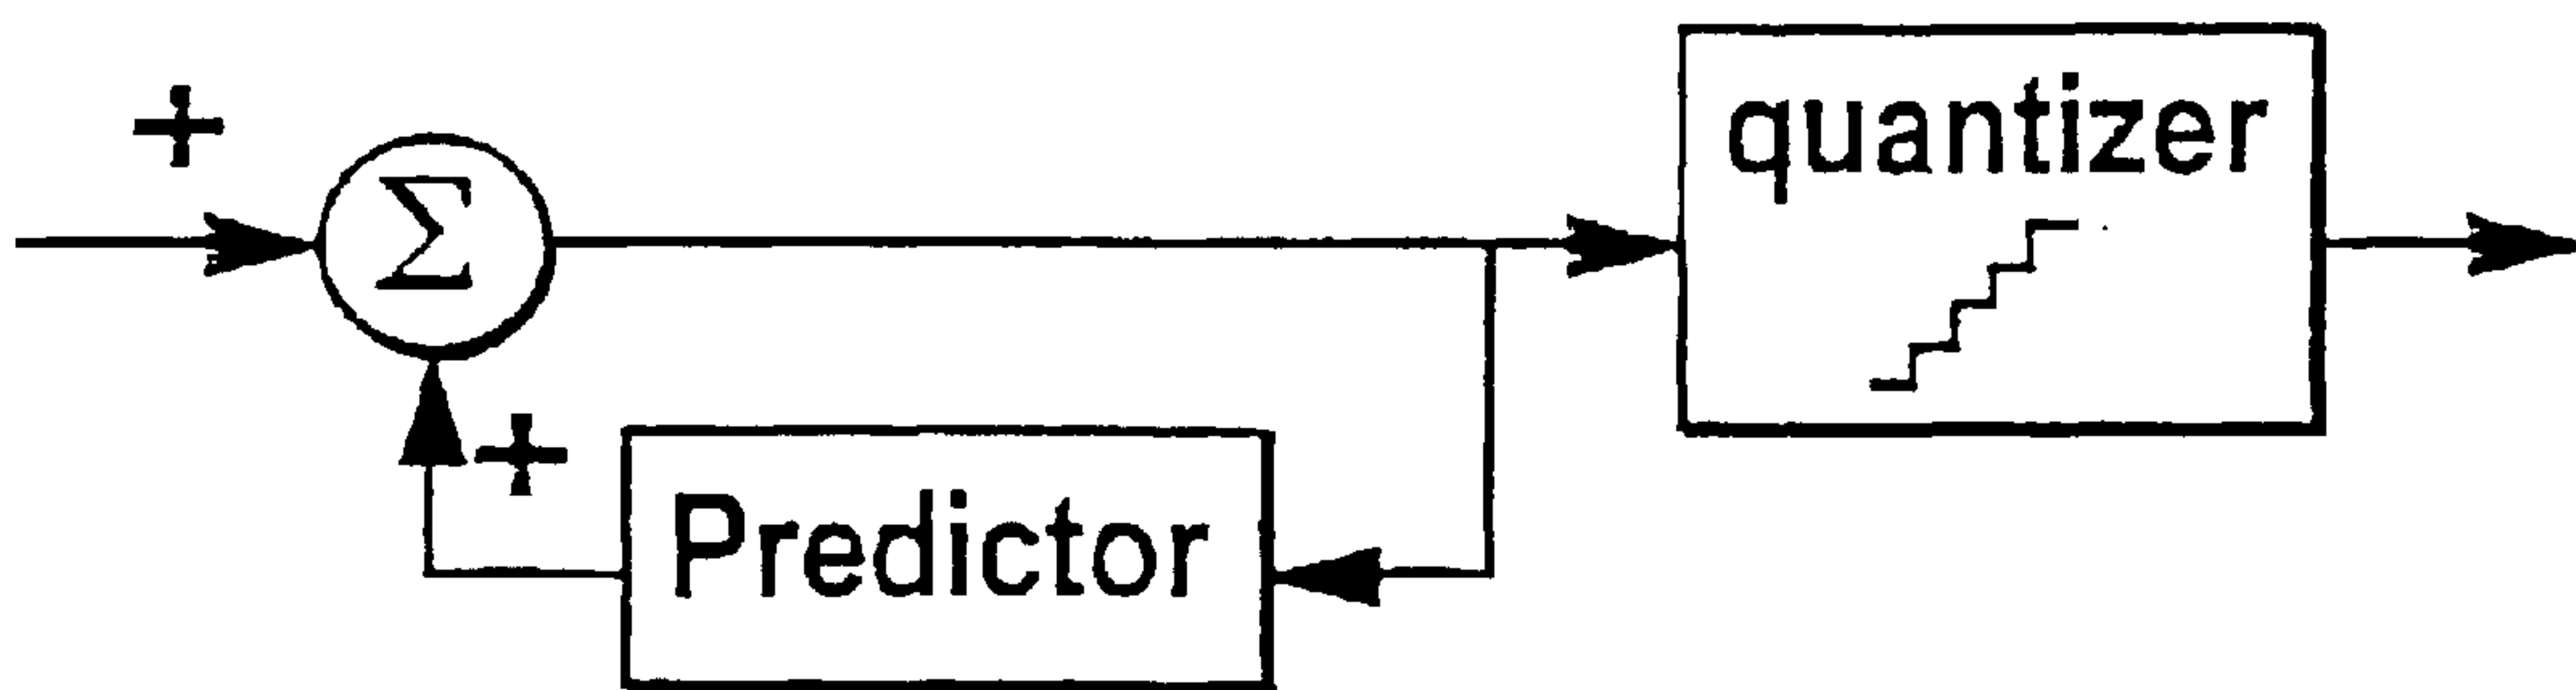 +
Σ
quantizer
+
Predictor